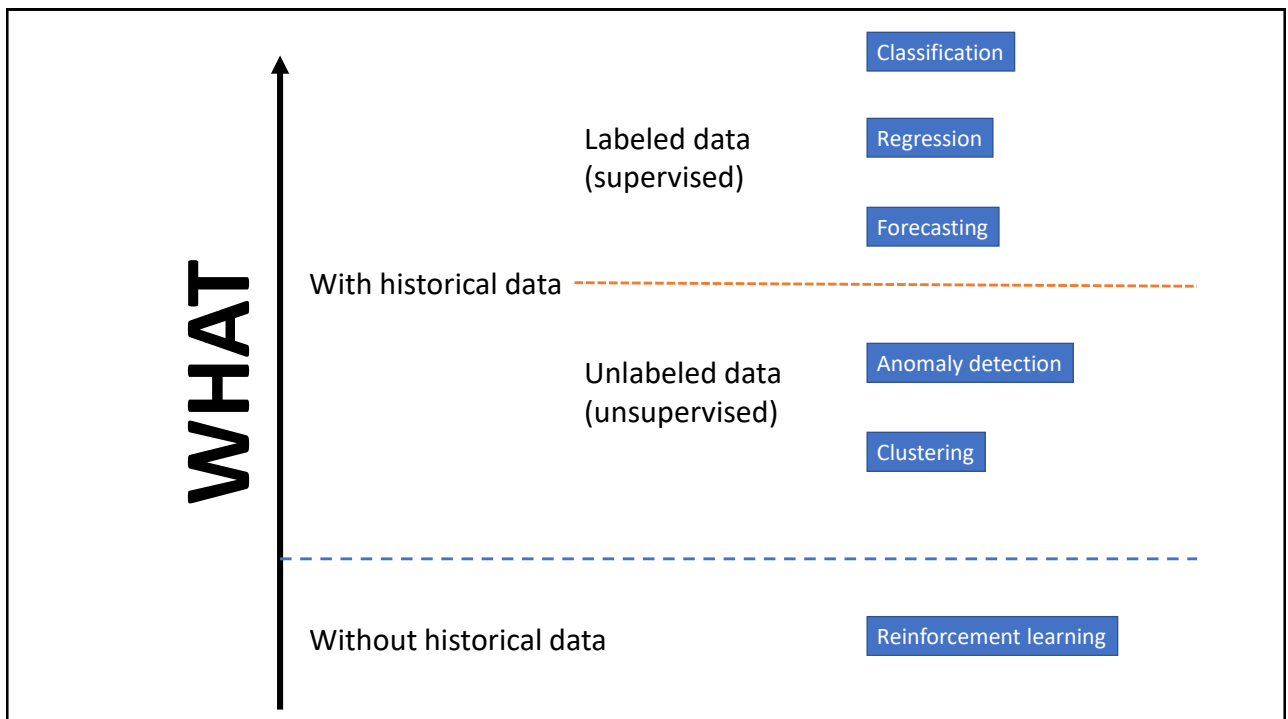 Classification
Labeled data
(supervised)
Regression
Forecasting
WHAT
With historical data
Unlabeled data
(unsupervised)
Anomaly detection
Clustering
Without historical data
Reinforcement learning